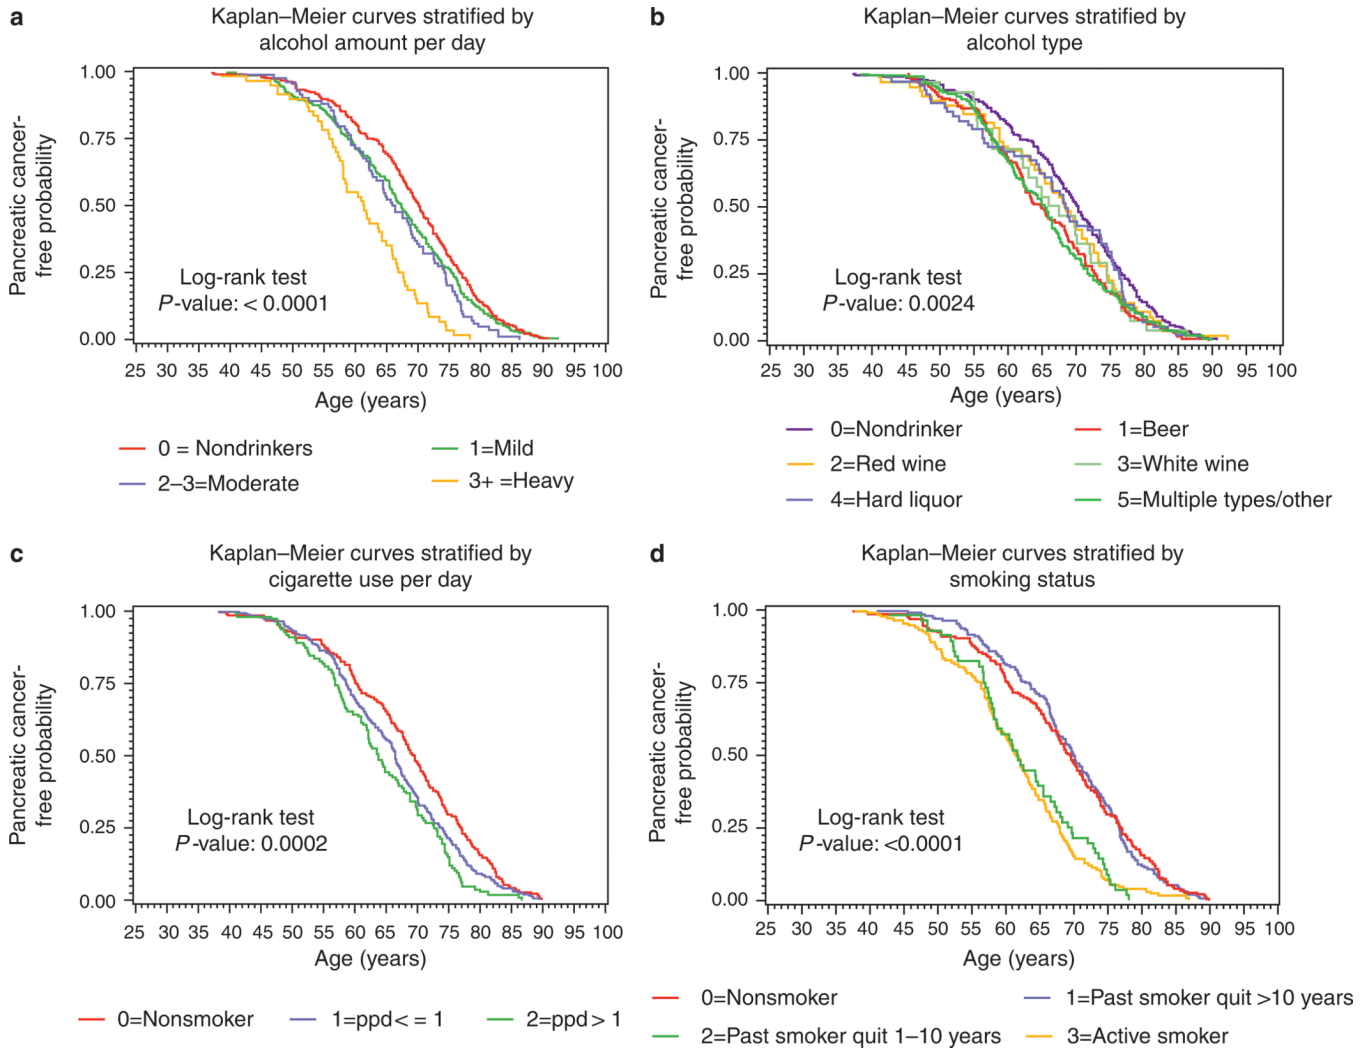 a
Kaplan–Meier curves stratified by
alcohol amount per day
Pancreatic cancer-
free probability
1.00
0.75
0.50
0.25
0.00
Log-rank test
P-value: < 0.0001
25 30 35 40 45 50 55 60 65 70 75 80 85 90 95 100
Age (years)
0 = Nondrinkers
1=Mild
2–3=Moderate
3+ =Heavy
b
Kaplan–Meier curves stratified by
alcohol type
Pancreatic cancer-
free probability
1.00
0.75
0.50
0.25
0.00
Log-rank test
P-value: 0.0024
25 30 35 40 45 50 55 60 65 70 75 80 85 90 95 100
Age (years)
0=Nondrinker
1=Beer
2=Red wine
3=White wine
4=Hard liquor
5=Multiple types/other
c
Kaplan–Meier curves stratified by
cigarette use per day
Pancreatic cancer-
free probability
1.00
0.75
0.50
0.25
0.00
Log-rank test
P-value: 0.0002
25 30 35 40 45 50 55 60 65 70 75 80 85 90 95 100
Age (years)
0=Nonsmoker
1=ppd< = 1
2=ppd > 1
d
Kaplan–Meier curves stratified by
smoking status
Pancreatic cancer-
free probability
1.00
0.75
0.50
0.25
0.00
Log-rank test
P-value: <0.0001
25 30 35 40 45 50 55 60 65 70 75 80 85 90 95 100
Age (years)
0=Nonsmoker
1=Past smoker quit >10 years
2=Past smoker quit 1–10 years
3=Active smoker